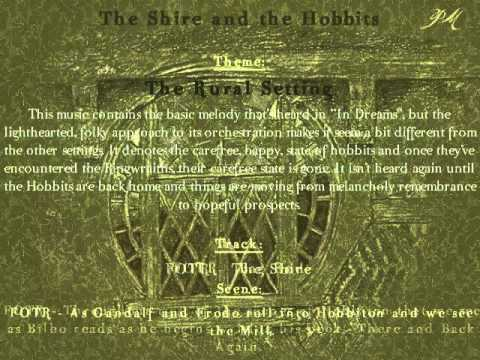 The Shire and the Hobbits
PM
Theme:
The Rural Setting
This music contains the basic melody that's heard in "In Dreams", but the
lighthearted, folky approach to its orchestration makes it seem a bit different from
the other settings. It denotes the carefree, happy, state of hobbits and once they've
encountered the Ringwraiths, their carefree state is gone. It isn't heard again until
the Hobbits are back home and things are moving from melancholy remembrance
to hopeful prospects.
Track:
The Shire
Scene:
FOTR - As Gandalf and Frodo roll into Hobbiton and we see
the Mill
as Bilbo reads as he begins his book, There and Back
Again